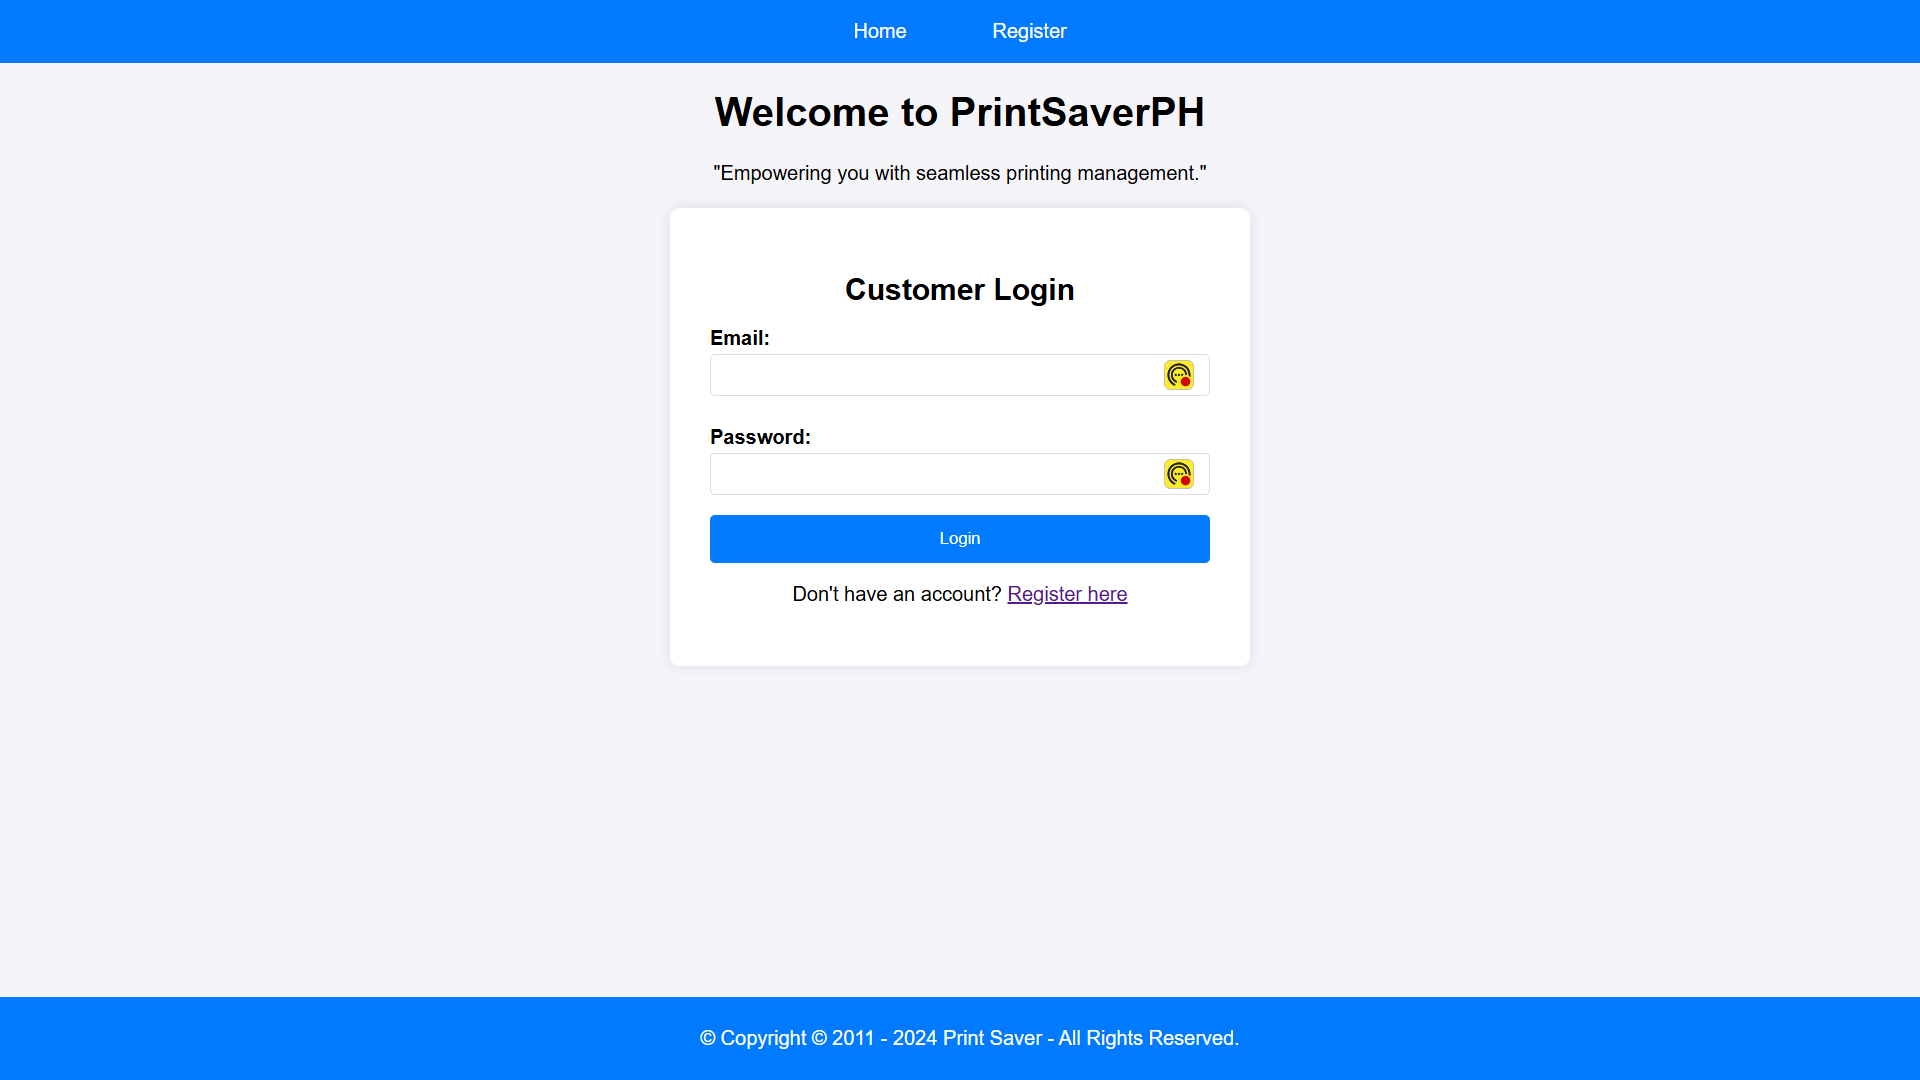 Home Register
Welcome to PrintSaverPH
"Empowering you with seamless printing management."
Customer Login
Email:
Password:
Login
Don't have an account? Register here
© Copyright © 2011 - 2024 Print Saver - All Rights Reserved.